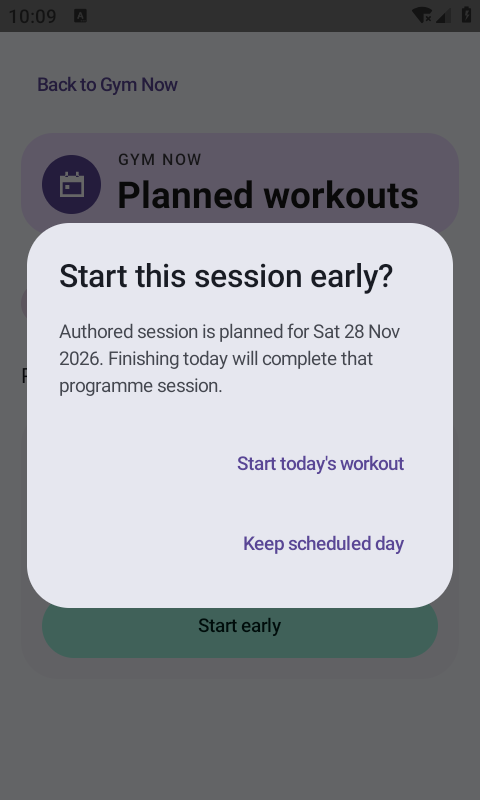 10:09
Back to Gym Now
GYM NOW
Planned workouts
Start this session early?
Authored session is planned for Sat 28 Nov
2026. Finishing today will complete that
programme session.
Start today's workout
Keep scheduled day
Start early